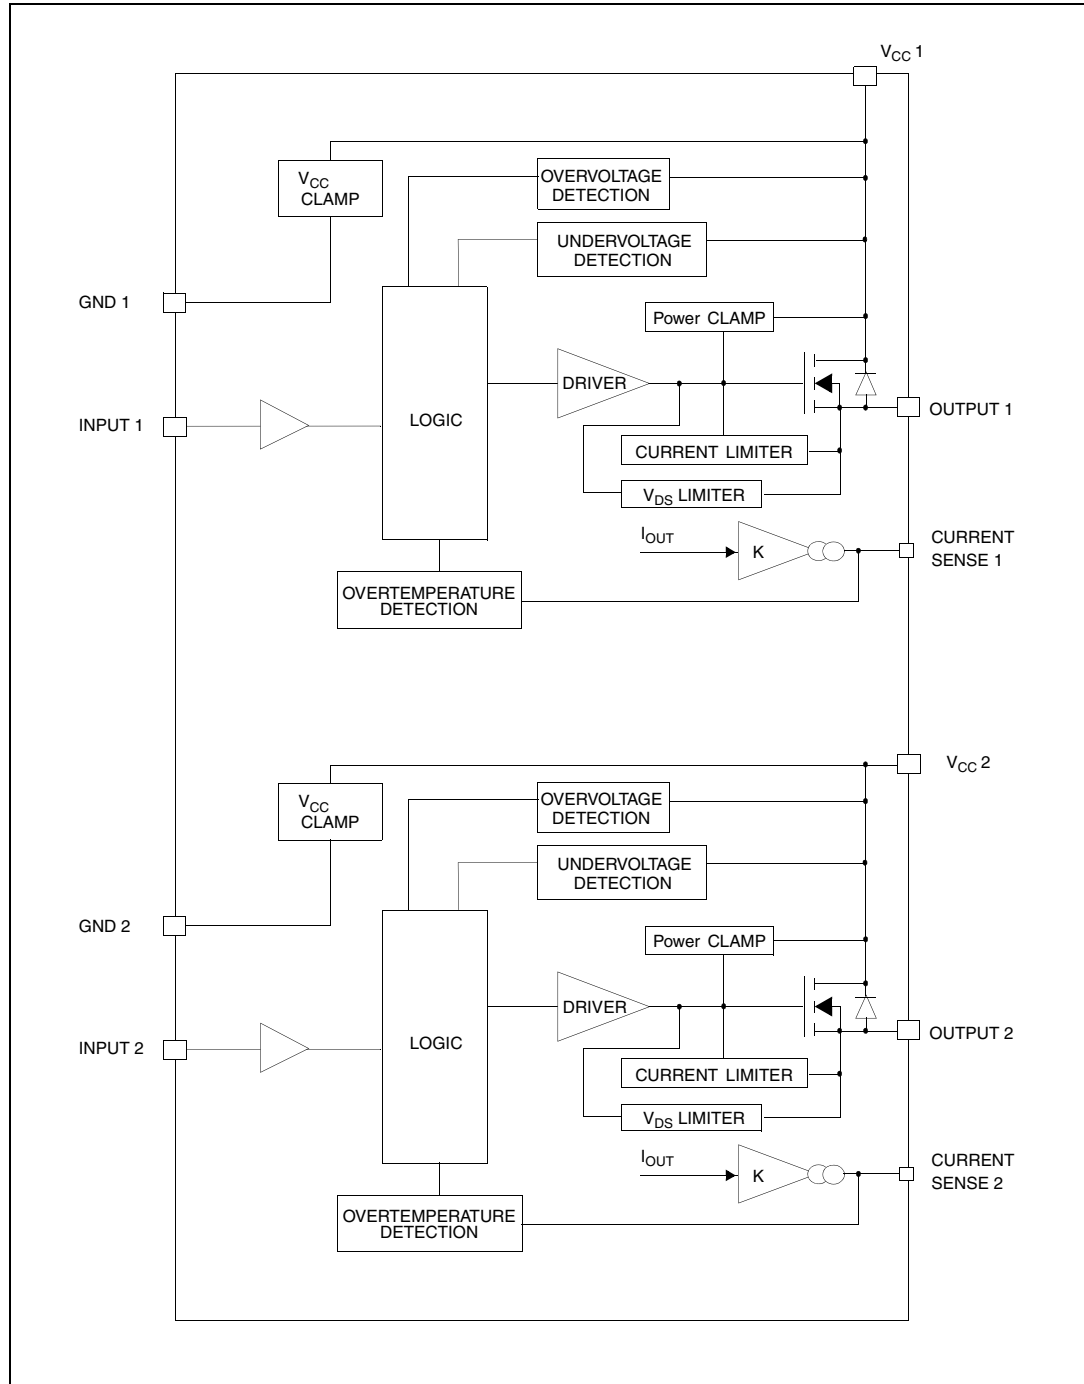 VCC 1
VCC
CLAMP
OVERVOLTAGE
DETECTION
UNDERVOLTAGE
DETECTION
GND 1
Power CLAMP
DRIVER
INPUT 1
LOGIC
OUTPUT 1
CURRENT LIMITER
VDS LIMITER
IOUT
K
CURRENT
SENSE 1
OVERTEMPERATURE
DETECTION
VCC 2
VCC
CLAMP
OVERVOLTAGE
DETECTION
UNDERVOLTAGE
DETECTION
GND 2
Power CLAMP
DRIVER
INPUT 2
LOGIC
OUTPUT 2
CURRENT LIMITER
VDS LIMITER
IOUT
K
CURRENT
SENSE 2
OVERTEMPERATURE
DETECTION